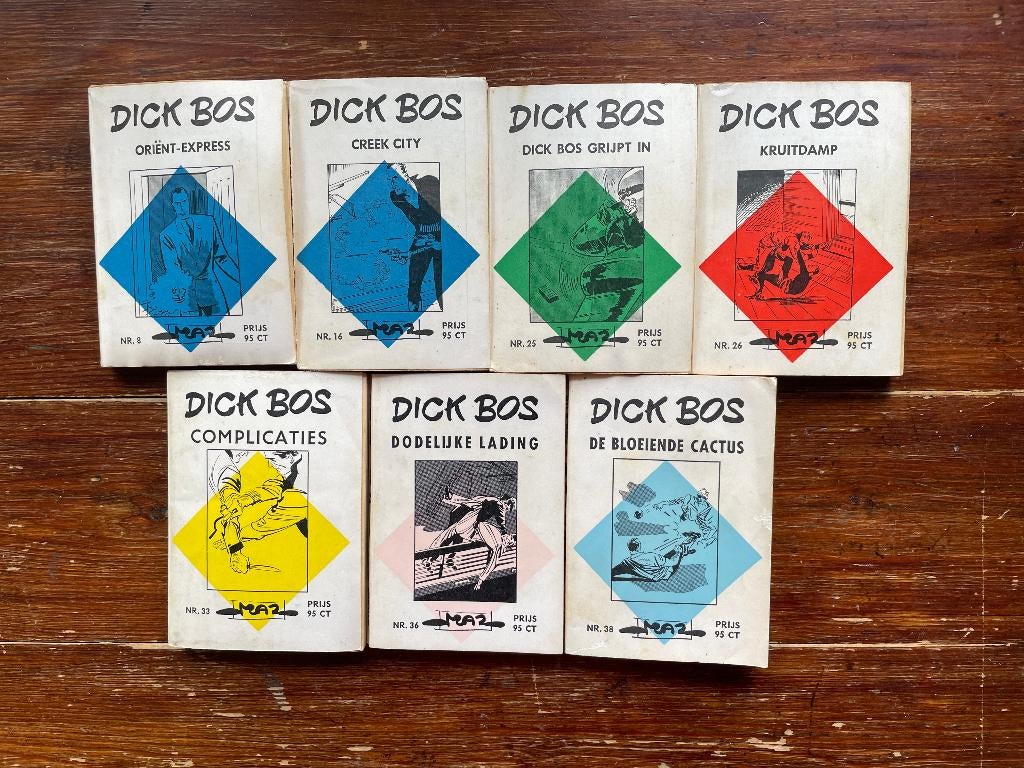 DICK BOS
ORIËNT-EXPRESS
MAZ
NR. 8
PRIJS
95 CT
DICK BOS
CREEK CITY
MAZ
NR. 16
PRIJS
95 CT
DICK BOS
DICK BOS GRIJPT IN
MAZ
NR. 25
PRIJS
95 CT
DICK BOS
KRUITDAMP
MAZ
NR. 26
PRIJS
95 CT
DICK BOS
COMPLICATIES
MAZ
NR. 33
PRIJS
95 CT
DICK BOS
DODELIJKE LADING
MAZ
NR. 36
PRIJS
95 CT
DICK BOS
DE BLOEIENDE CACTUS
MAZ
NR. 38
PRIJS
95 CT